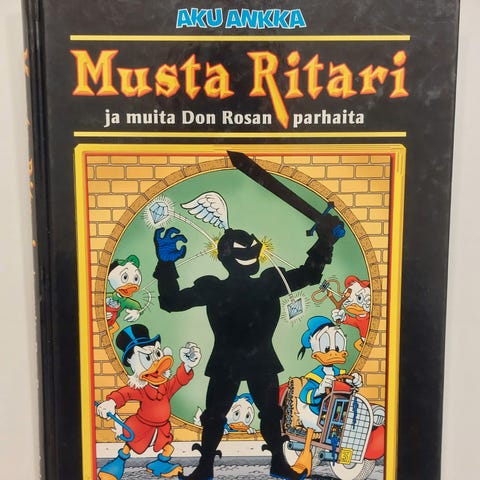 AKU ANKKA
Musta Ritari
ja muita Don Rosan parhaita